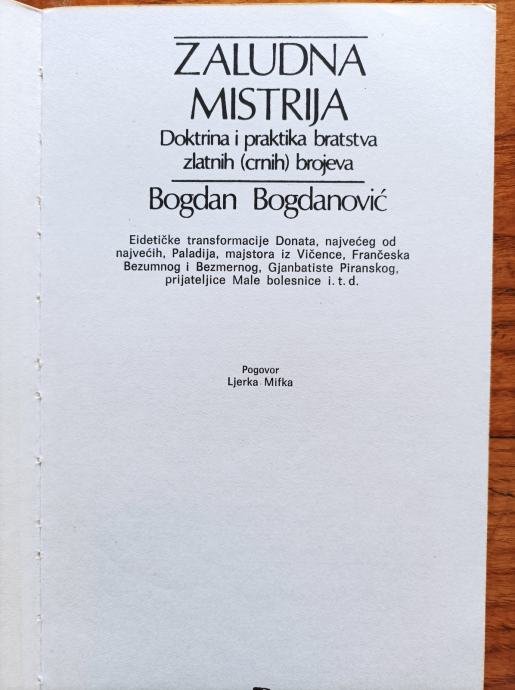 ZALUDNA
MISTRIJA
Doktrina i praktika bratstva
zlatnih (crnih) brojeva
Bogdan Bogdanović
Eidetičke transformacije Donata, najvećeg od
najvećih, Paladija, majstora iz Vičence, Frančeska
Bezumnog i Bezmernog, Gjanbatiste Piranskog,
prijateljice Male bolesnice i. t. d.
Pogovor
Ljerka Mifka